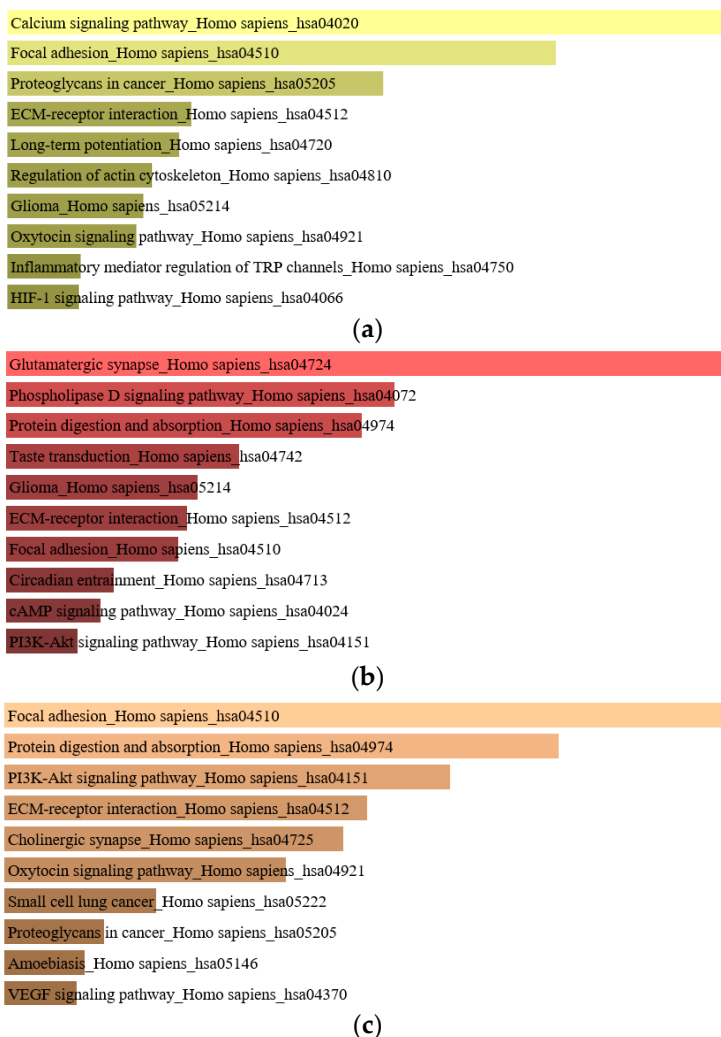 Calcium signaling pathway_Homo sapiens_hsa04020
Focal adhesion_Homo sapiens_hsa04510
Proteoglycans in cancer_Homo sapiens_hsa05205
ECM-receptor interaction_Homo sapiens_hsa04512
Long-term potentiation_Homo sapiens_hsa04720
Regulation of actin cytoskeleton_Homo sapiens_hsa04810
Glioma_Homo sapiens_hsa05214
Oxytocin signaling pathway_Homo sapiens_hsa04921
Inflammatory mediator regulation of TRP channels_Homo sapiens_hsa04750
HIF-1 signaling pathway_Homo sapiens_hsa04066
(a)
Glutamatergic synapse_Homo sapiens_hsa04724
Phospholipase D signaling pathway_Homo sapiens_hsa04072
Protein digestion and absorption_Homo sapiens_hsa04974
Taste transduction_Homo sapiens_hsa04742
Glioma_Homo sapiens_hsa05214
ECM-receptor interaction_Homo sapiens_hsa04512
Focal adhesion_Homo sapiens_hsa04510
Circadian entrainment_Homo sapiens_hsa04713
cAMP signaling pathway_Homo sapiens_hsa04024
PI3K-Akt signaling pathway_Homo sapiens_hsa04151
(b)
Focal adhesion_Homo sapiens_hsa04510
Protein digestion and absorption_Homo sapiens_hsa04974
PI3K-Akt signaling pathway_Homo sapiens_hsa04151
ECM-receptor interaction_Homo sapiens_hsa04512
Cholinergic synapse_Homo sapiens_hsa04725
Oxytocin signaling pathway_Homo sapiens_hsa04921
Small cell lung cancer_Homo sapiens_hsa05222
Proteoglycans in cancer_Homo sapiens_hsa05205
Amoebiasis_Homo sapiens_hsa05146
VEGF signaling pathway_Homo sapiens_hsa04370
(c)